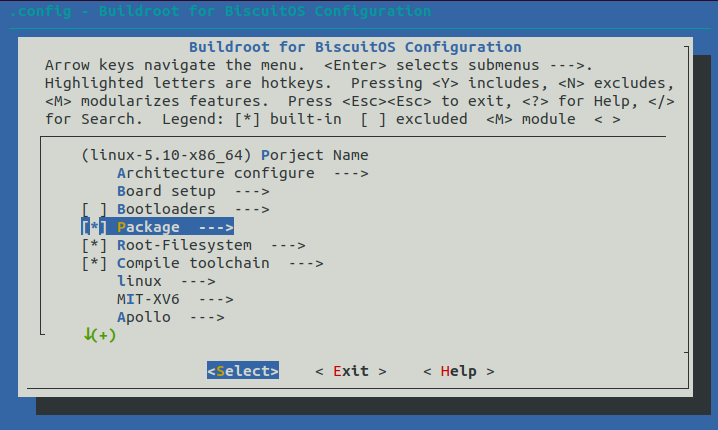 .config - Buildroot for BiscuitOS Configuration
Buildroot for BiscuitOS Configuration
Arrow keys navigate the menu.  <Enter> selects submenus --->.
Highlighted letters are hotkeys.  Pressing <Y> includes, <N> excludes,
<M> modularizes features.  Press <Esc><Esc> to exit, <?> for Help, </>
for Search.  Legend: [*] built-in  [ ] excluded  <M> module  < >
(linux-5.10-x86_64) Porject Name
Architecture configure  --->
Board setup  --->
[ ] Bootloaders  --->
[*] Package  --->
[*] Root-Filesystem  --->
[*] Compile toolchain  --->
linux  --->
MIT-XV6  --->
Apollo  --->
↓(+)
<Select>    < Exit >    < Help >